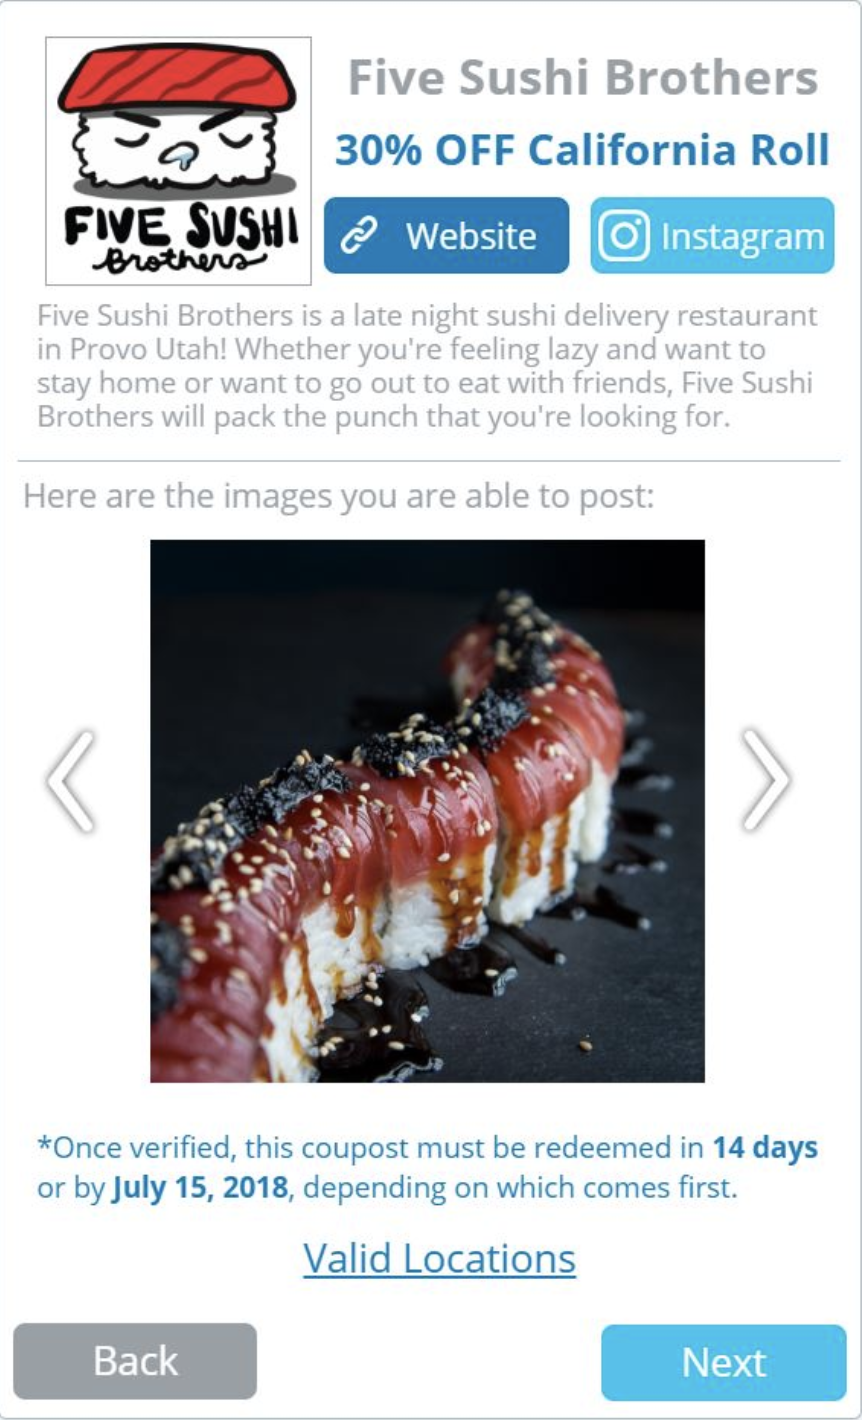 FIVE SUSHI
Brothers
Five Sushi Brothers
30% OFF California Roll
Website
Instagram
Five Sushi Brothers is a late night sushi delivery restaurant
in Provo Utah! Whether you're feeling lazy and want to
stay home or want to go out to eat with friends, Five Sushi
Brothers will pack the punch that you're looking for.
Here are the images you are able to post:
*Once verified, this coupost must be redeemed in 14 days
or by July 15, 2018, depending on which comes first.
Valid Locations
Back
Next